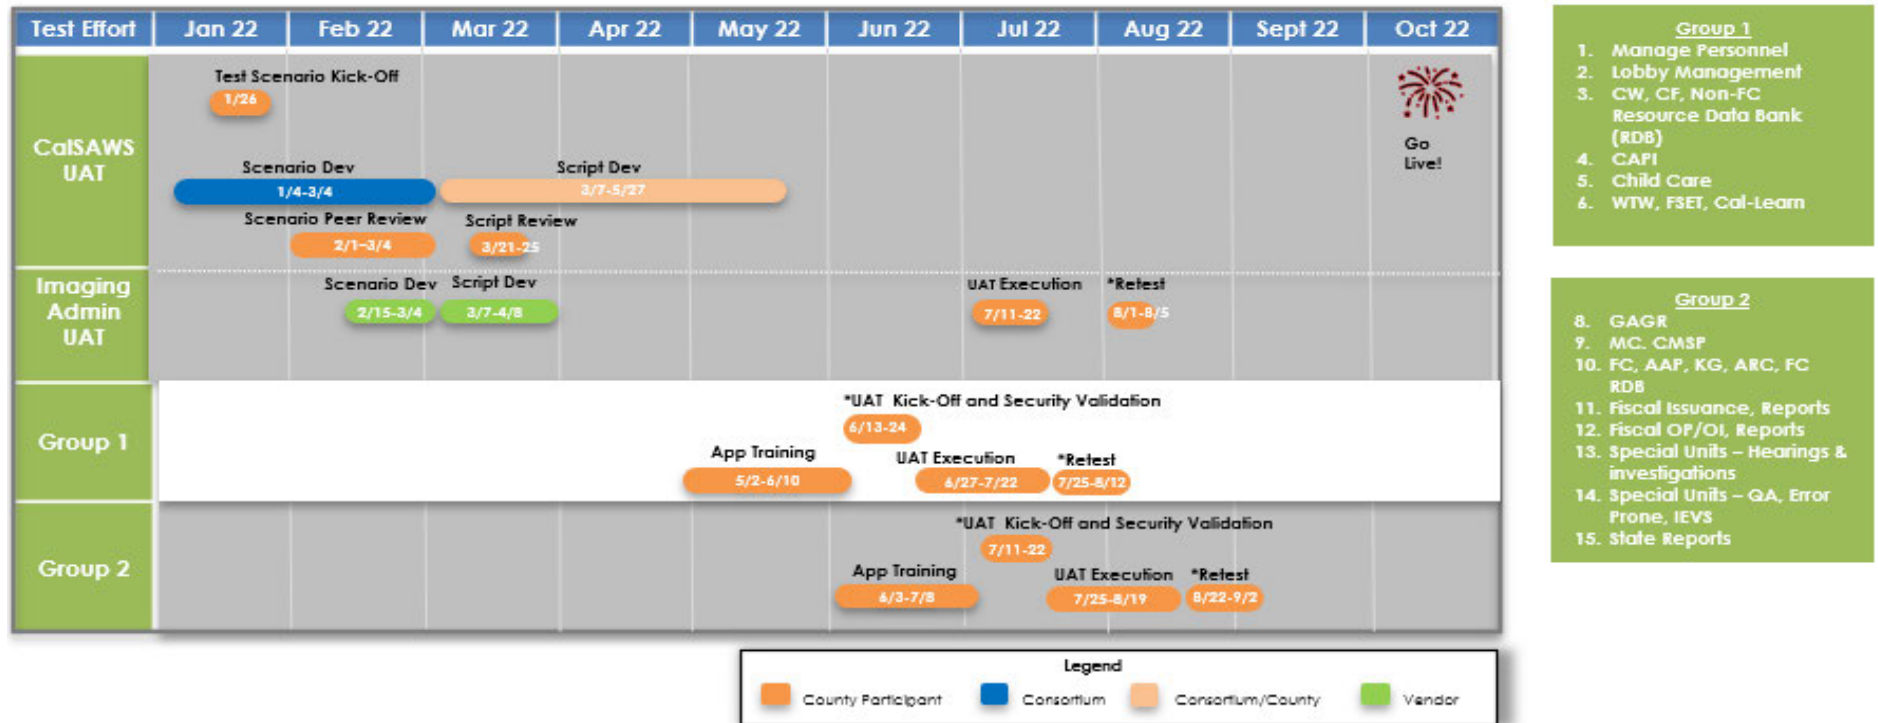 Test Effort Jan 22 Feb 22 Mar 22 Apr 22 May 22 Jun 22 Jul 22 Aug 22 Sept 22 Oct 22
CalSAWS
UAT
Test Scenario Kick-Off
1/26
Scenario Dev
1/4-3/4
Script Dev
3/7-5/27
Scenario Peer Review
2/1-3/4
Script Review
3/21-25
Go
Live!
Imaging
Admin
UAT
Scenario Dev
2/15-3/4
Script Dev
3/7-4/8
UAT Execution
7/11-22
*Retest
8/1-8/5
Group 1
*UAT Kick-Off and Security Validation
6/13-24
App Training
5/2-6/10
UAT Execution
6/27-7/22
*Retest
7/25-8/12
Group 2
*UAT Kick-Off and Security Validation
7/11-22
App Training
6/3-7/8
UAT Execution
7/25-8/19
*Retest
8/22-9/2
Legend
County Participant
Consortium
Consortium/County
Vendor
Group 1
1. Manage Personnel
2. Lobby Management
3. CW, CF, Non-FC
Resource Data Bank
(RDB)
4. CAPI
5. Child Care
6. WTW, FSET, Cal-Learn
Group 2
8. GAGR
9. MC. CMSP
10. FC, AAP, KG, ARC, FC
RDB
11. Fiscal Issuance, Reports
12. Fiscal OP/OI, Reports
13. Special Units – Hearings &
investigations
14. Special Units – QA, Error
Prone, IEVS
15. State Reports